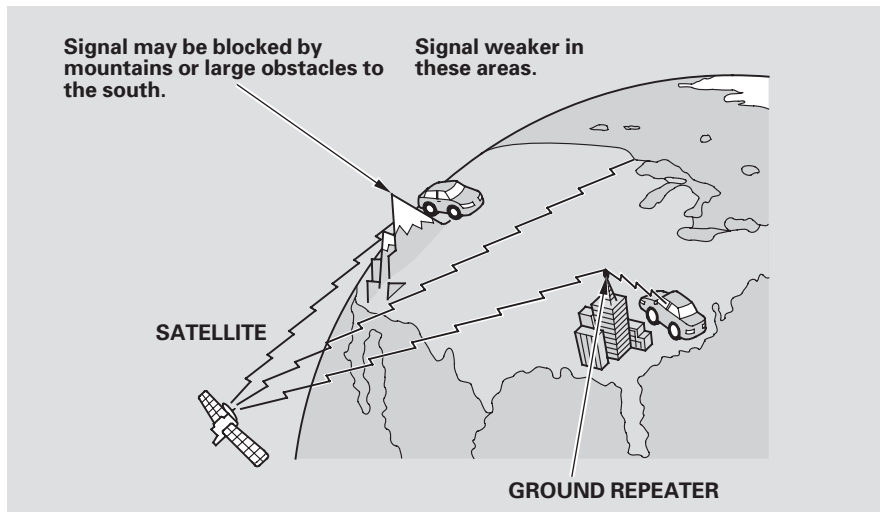 Signal may be blocked by
mountains or large obstacles to
the south.
Signal weaker in
these areas.
SATELLITE
GROUND REPEATER